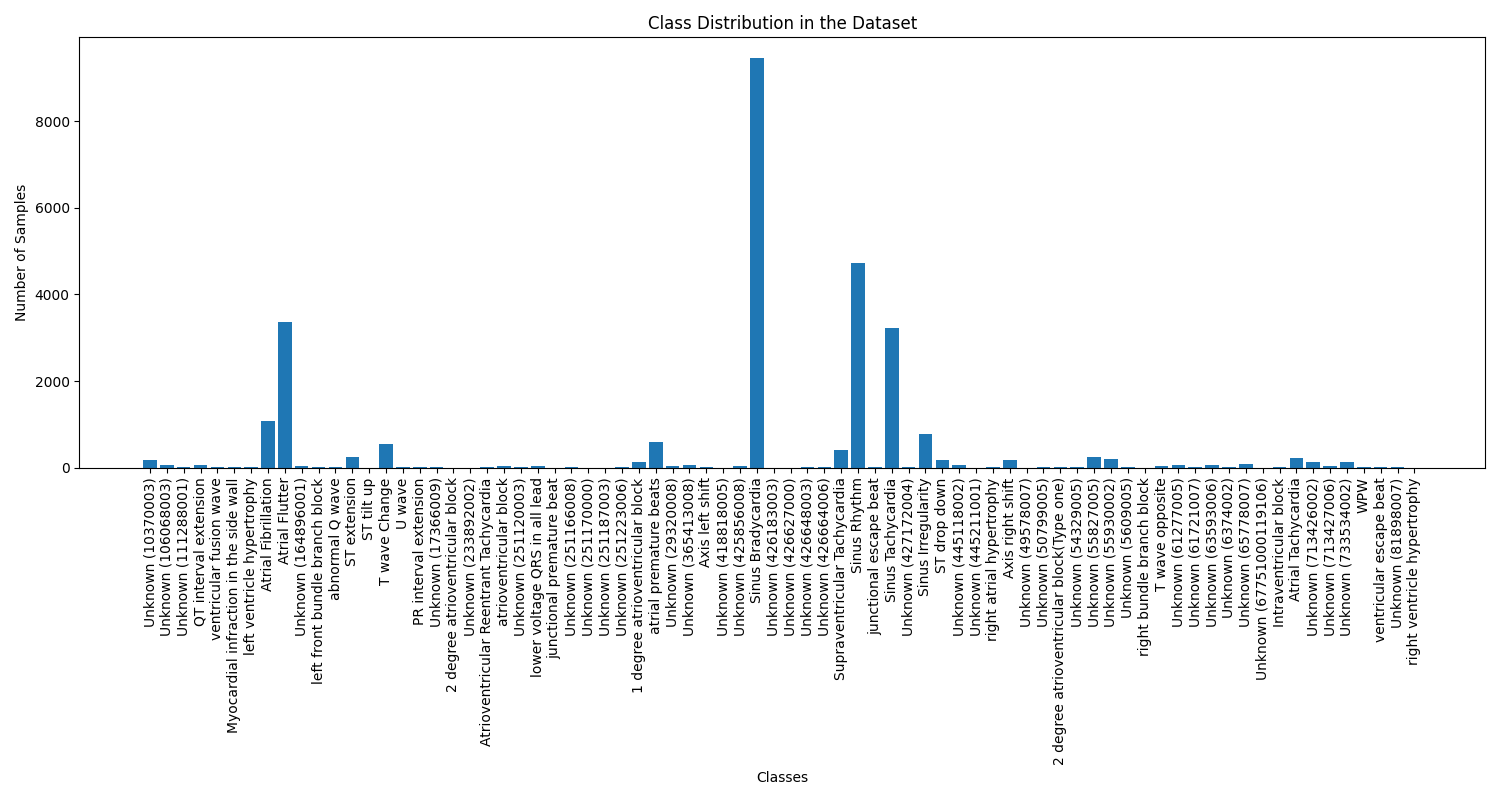 Class Distribution in the Dataset
Number of Samples
8000
6000
4000
2000
0
Unknown (10370003)
Unknown (106068003)
Unknown (111288001)
QT interval extension
ventricular fusion wave
Myocardial infraction in the side wall
left ventricle hypertrophy
Atrial Fibrillation
Atrial Flutter
Unknown (164896001)
left front bundle branch block
abnormal Q wave
ST extension
ST tilt up
T wave Change
U wave
PR interval extension
Unknown (17366009)
2 degree atrioventricular block
Unknown (233892002)
Atrioventricular Reentrant Tachycardia
atrioventricular block
Unknown (251120003)
lower voltage QRS in all lead
junctional premature beat
Unknown (251166008)
Unknown (251170000)
Unknown (251187003)
Unknown (251223006)
1 degree atrioventricular block
atrial premature beats
Unknown (29320008)
Unknown (365413008)
Axis left shift
Unknown (418818005)
Unknown (425856008)
Sinus Bradycardia
Unknown (426183003)
Unknown (426627000)
Unknown (426648003)
Unknown (426664006)
Supraventricular Tachycardia
Sinus Rhythm
junctional escape beat
Sinus Tachycardia
Unknown (427172004)
Sinus Irregularity
ST drop down
Unknown (445118002)
Unknown (445211001)
right atrial hypertrophy
Axis right shift
Unknown (49578007)
Unknown (50799005)
2 degree atrioventricular block(Type one)
Unknown (54329005)
Unknown (55827005)
Unknown (55930002)
Unknown (5609005)
right bundle branch block
T wave opposite
Unknown (61277005)
Unknown (61721007)
Unknown (63593006)
Unknown (6374002)
Unknown (65778007)
Unknown (67751000119106)
Intraventricular block
Atrial Tachycardia
Unknown (713426002)
Unknown (713427006)
Unknown (733534002)
WPW
ventricular escape beat
Unknown (81898007)
right ventricle hypertrophy
Classes